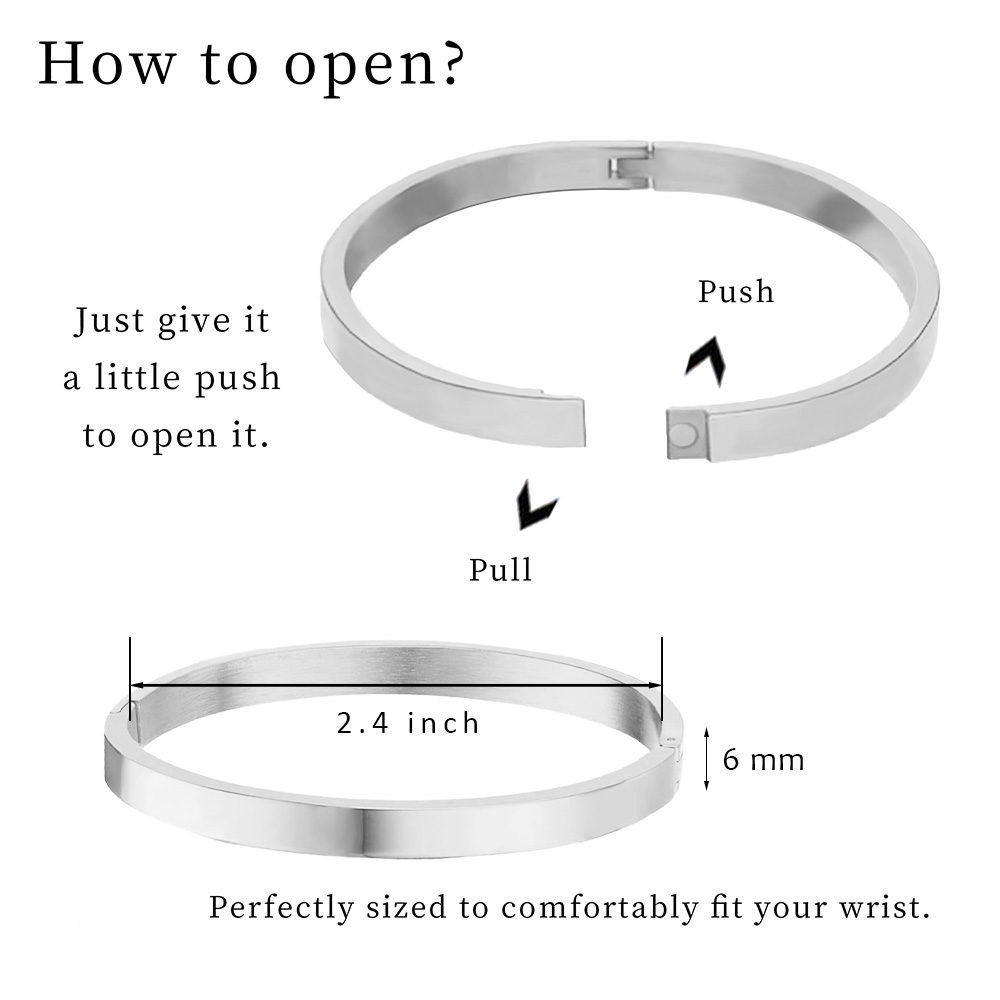 How to open?
Push
Just give it
a little push
to open it.
Pull
2.4 inch
6 mm
Perfectly sized to comfortably fit your wrist.